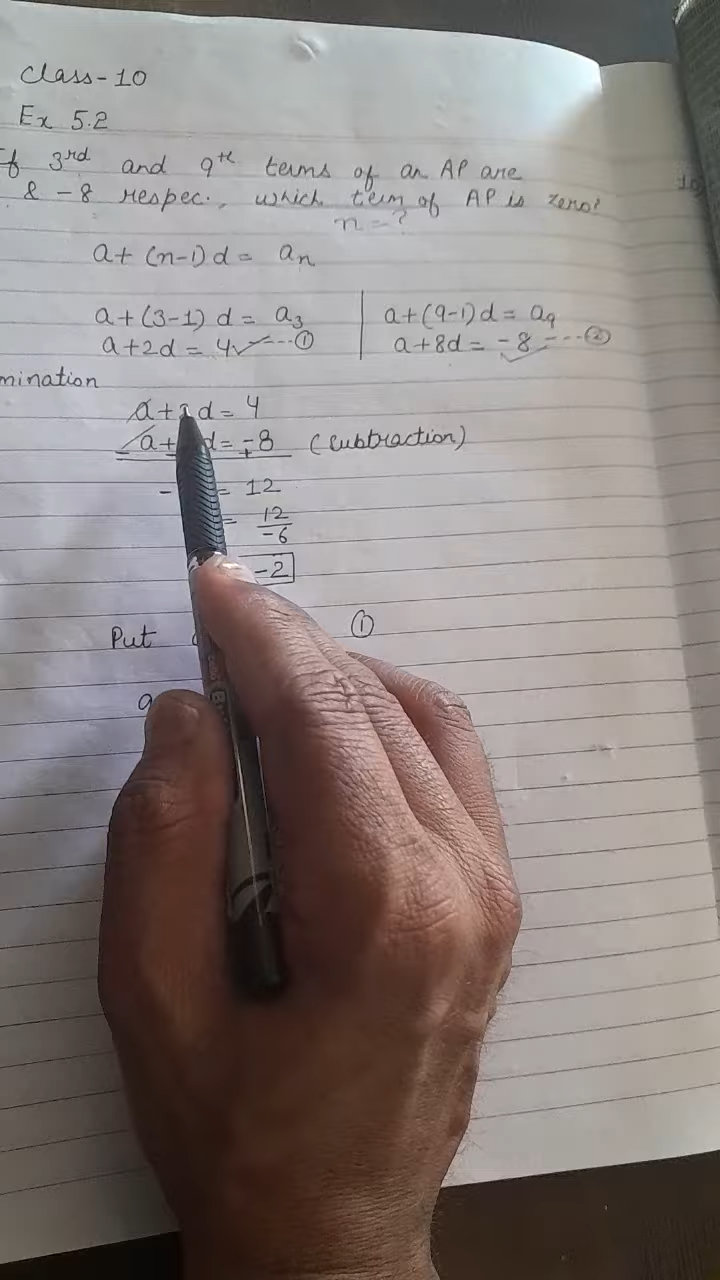 Class-10
Ex 5.2
If 3rd and 9th terms of an AP are
& -8 respec., which term of AP is zero?
n=?
a+(n-1)d= an
a+(3-1)d= a3
a+2d= 4 ---①
a+(9-1)d= a9
a+8d= -8 ---②
mination
a+ d= 4
a+ d= -8 (subtraction)
- = 12
= 12/-6
-2
Put ①
a